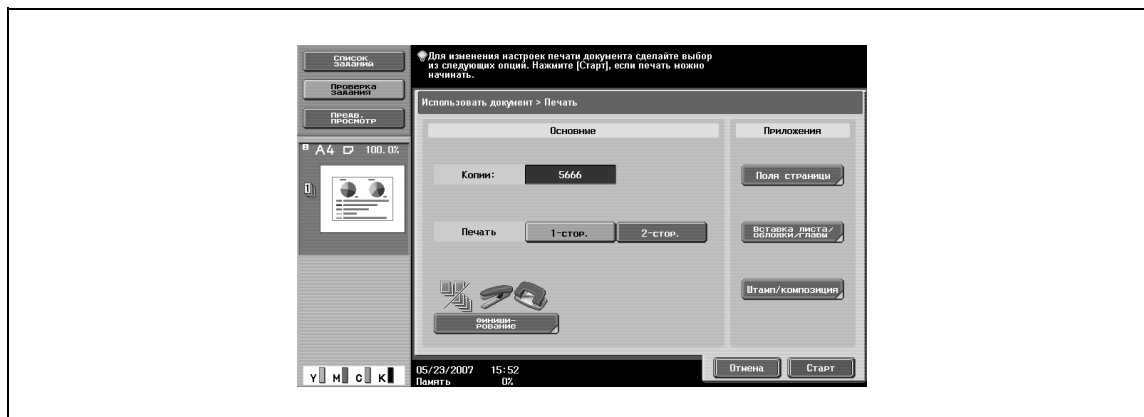 Список
заданий
Проверка
задания
Предв.
просмотр
A4 100.0%
1
Для изменения настроек печати документа сделайте выбор
из следующих опций. Нажмите [Старт], если печать можно
начинать.
Использовать документ > Печать
Основные
Копии: 5666
Печать 1-стор. 2-стор.
Финиши-
рование
Приложения
Поля страницы
Вставка листа/
обложки/главы
Штамп/композиция
Y M C K
05/23/2007 15:52
Память 0%
Отмена Старт